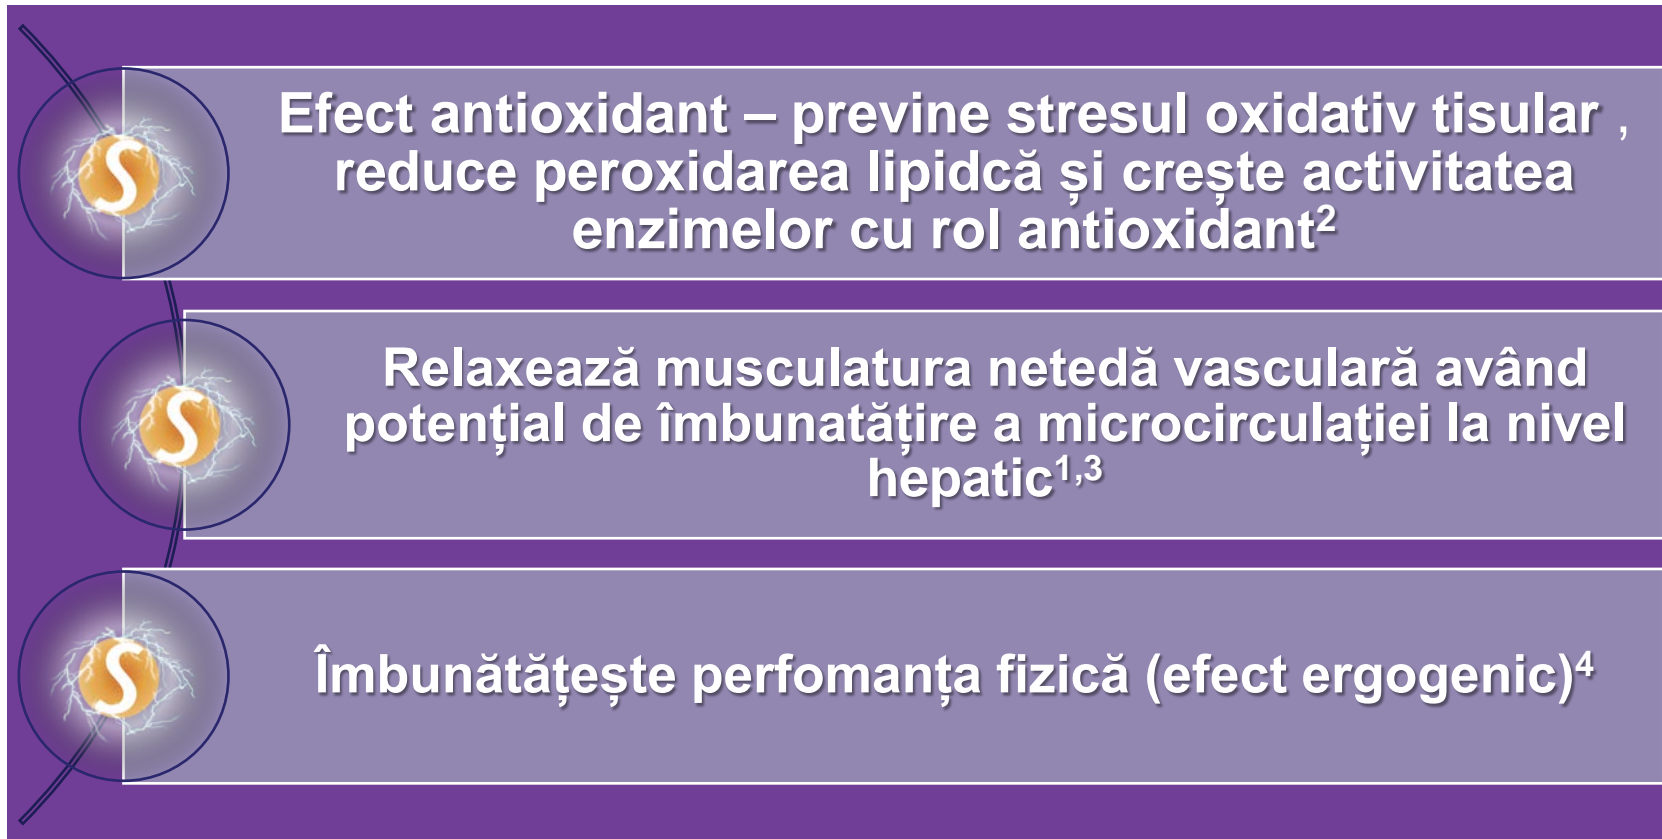 Efect antioxidant – previne stresul oxidativ tisular ,
reduce peroxidarea lipidcă și crește activitatea
enzimelor cu rol antioxidant²
Relaxează musculatura netedă vasculară având
potențial de îmbunatățire a microcirculației la nivel
hepatic¹,³
Îmbunătățește perfomanța fizică (efect ergogenic)⁴
S
S
S